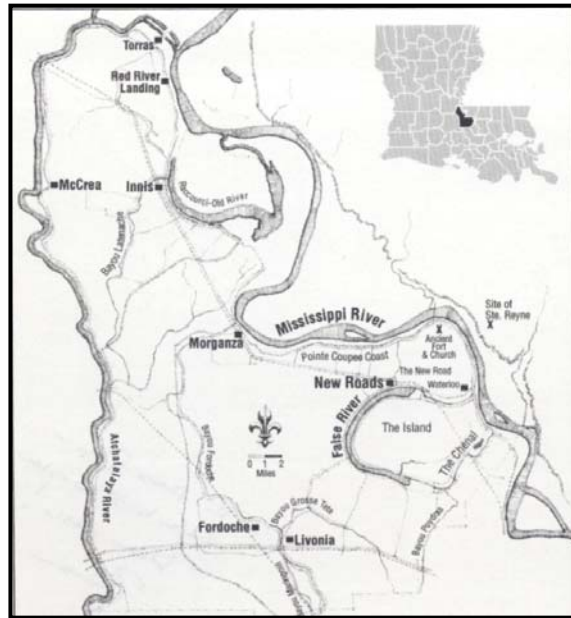 Torras
Red River
Landing
McCrea
Innis
Raccourci-Old River
Bayou Latenache
Mississippi River
Site of
Ste. Reyne
Ancient
Fort
& Church
Morganza
Pointe Coupee Coast
The New Road
New Roads
Waterloo
False River
The Island
The Chenal
Atchafalaya River
Bayou Fordoche
0 1 2
Miles
Bayou Grosse Tete
Bayou Poydras
Fordoche
Livonia
Bayou